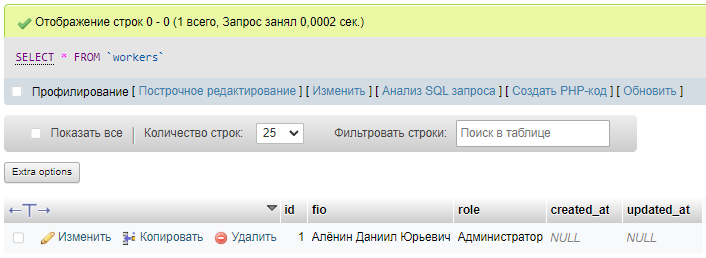 Отображение строк 0 - 0 (1 всего, Запрос занял 0,0002 сек.)
SELECT * FROM `workers`
Профилирование [ Построчное редактирование ] [ Изменить ] [ Анализ SQL запроса ] [ Создать PHP-код ] [ Обновить ]
Показать все Количество строк: 25 Фильтровать строки: Поиск в таблице
Extra options
←T→ id fio role created_at updated_at
Изменить Копировать Удалить 1 Алёнин Даниил Юрьевич Администратор NULL NULL